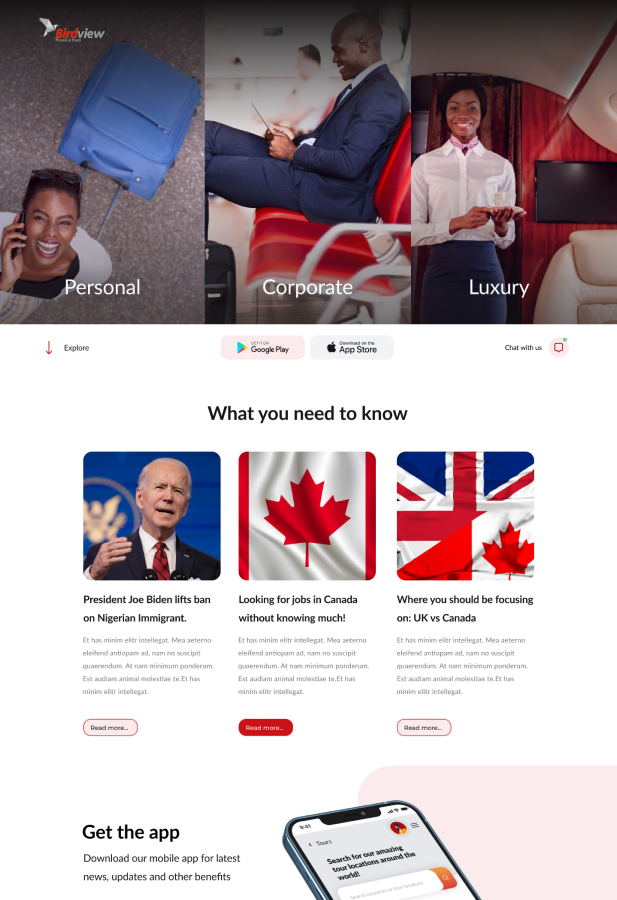 Birdview
Travels & Tours
Personal
Corporate
Luxury
Explore
GET IT ON
Google Play
Download on the
App Store
Chat with us
What you need to know
President Joe Biden lifts ban
on Nigerian Immigrant.
Et has minim elitr intellegat. Mea aeterno
eleifend antiopam ad, nam no suscipit
quaerendum. At nam minimum ponderum.
Est audiam animal molestiae te.Et has
minim elitr intellegat.
Read more...
Looking for jobs in Canada
without knowing much!
Et has minim elitr intellegat. Mea aeterno
eleifend antiopam ad, nam no suscipit
quaerendum. At nam minimum ponderum.
Est audiam animal molestiae te.Et has
minim elitr intellegat.
Read more...
Where you should be focusing
on: UK vs Canada
Et has minim elitr intellegat. Mea aeterno
eleifend antiopam ad, nam no suscipit
quaerendum. At nam minimum ponderum.
Est audiam animal molestiae te.Et has
minim elitr intellegat.
Read more...
Get the app
Download our mobile app for latest
news, updates and other benefits
9:41
Tours
Search for our amazing
tour locations around the
world!
Search countries or tour locations